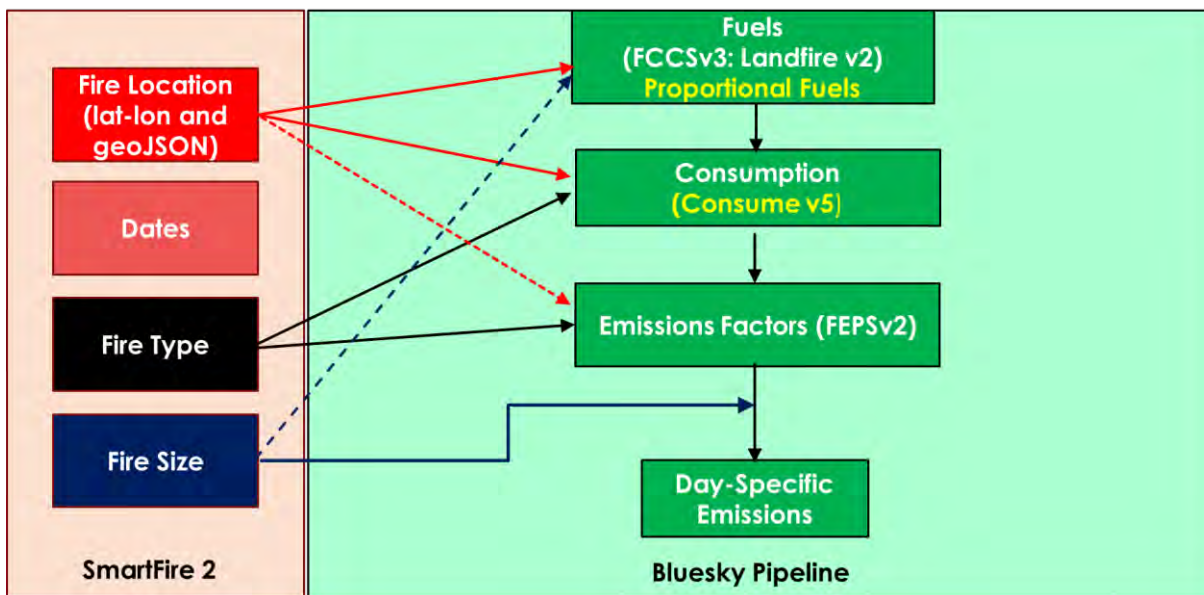 Fire Location
(lat-lon and
geoJSON)
Dates
Fire Type
Fire Size
SmartFire 2
Fuels
(FCCSv3: Landfire v2)
Proportional Fuels
Consumption
(Consume v5)
Emissions Factors (FEPSv2)
Day-Specific
Emissions
Bluesky Pipeline